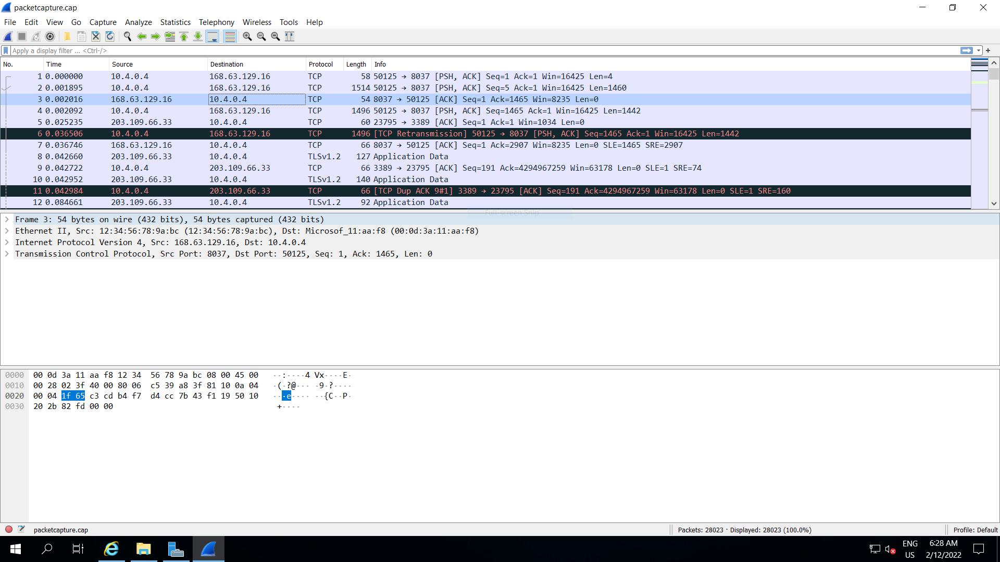 packetcapture.cap
File Edit View Go Capture Analyze Statistics Telephony Wireless Tools Help
Apply a display filter ... <Ctrl-/>
No. Time Source Destination Protocol Length Info
1 0.000000 10.4.0.4 168.63.129.16 TCP 58 50125 → 8037 [PSH, ACK] Seq=1 Ack=1 Win=16425 Len=4
2 0.001895 10.4.0.4 168.63.129.16 TCP 1514 50125 → 8037 [PSH, ACK] Seq=5 Ack=1 Win=16425 Len=1460
3 0.002016 168.63.129.16 10.4.0.4 TCP 54 8037 → 50125 [ACK] Seq=1 Ack=1465 Win=8235 Len=0
4 0.002092 10.4.0.4 168.63.129.16 TCP 1496 50125 → 8037 [PSH, ACK] Seq=1465 Ack=1 Win=16425 Len=1442
5 0.025235 203.109.66.33 10.4.0.4 TCP 60 23795 → 3389 [ACK] Seq=1 Ack=1 Win=1034 Len=0
6 0.036506 10.4.0.4 168.63.129.16 TCP 1496 [TCP Retransmission] 50125 → 8037 [PSH, ACK] Seq=1465 Ack=1 Win=16425 Len=1442
7 0.036746 168.63.129.16 10.4.0.4 TCP 66 8037 → 50125 [ACK] Seq=1 Ack=2907 Win=8235 Len=0 SLE=1465 SRE=2907
8 0.042660 203.109.66.33 10.4.0.4 TLSv1.2 127 Application Data
9 0.042722 10.4.0.4 203.109.66.33 TCP 66 3389 → 23795 [ACK] Seq=191 Ack=4294967259 Win=63178 Len=0 SLE=1 SRE=74
10 0.042952 203.109.66.33 10.4.0.4 TLSv1.2 140 Application Data
11 0.042984 10.4.0.4 203.109.66.33 TCP 66 [TCP Dup ACK 9#1] 3389 → 23795 [ACK] Seq=191 Ack=4294967259 Win=63178 Len=0 SLE=1 SRE=160
12 0.084661 203.109.66.33 10.4.0.4 TLSv1.2 92 Application Data
Full-screen Snip
Frame 3: 54 bytes on wire (432 bits), 54 bytes captured (432 bits)
Ethernet II, Src: 12:34:56:78:9a:bc (12:34:56:78:9a:bc), Dst: Microsof_11:aa:f8 (00:0d:3a:11:aa:f8)
Internet Protocol Version 4, Src: 168.63.129.16, Dst: 10.4.0.4
Transmission Control Protocol, Src Port: 8037, Dst Port: 50125, Seq: 1, Ack: 1465, Len: 0
0000 00 0d 3a 11 aa f8 12 34 56 78 9a bc 08 00 45 00 ··:····4 Vx····E·
0010 00 28 02 3f 40 00 80 06 c5 39 a8 3f 81 10 0a 04 ·(·?@··· ·9·?····
0020 00 04 1f 65 c3 cd b4 f7 d4 cc 7b 43 f1 19 50 10 ···e···· ··{C··P·
0030 20 2b 82 fd 00 00 +····
packetcapture.cap
Packets: 28023 · Displayed: 28023 (100.0%)
Profile: Default
ENG
US
6:28 AM
2/12/2022